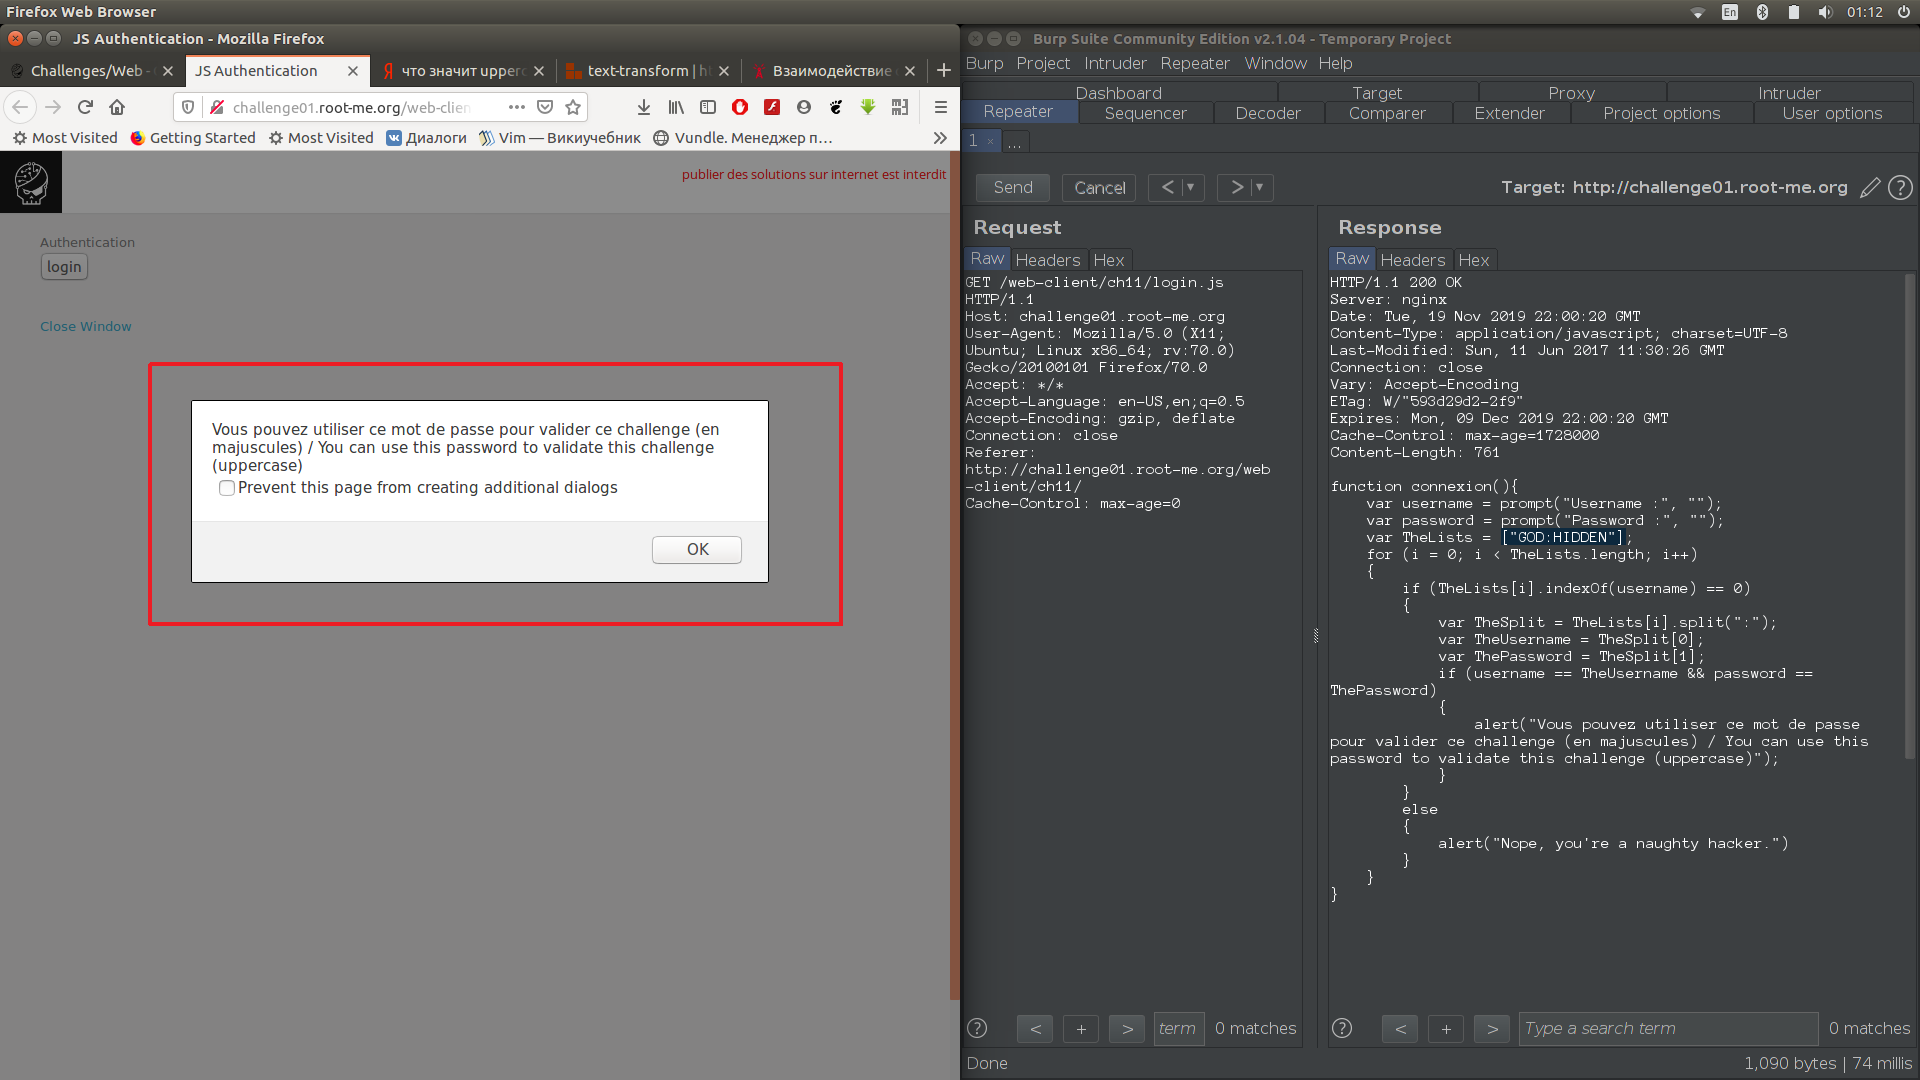 Firefox Web Browser
En
01:12
JS Authentication - Mozilla Firefox
Challenges/Web -
JS Authentication
что значит upperc
text-transform | ht
Взаимодействие
challenge01.root-me.org/web-clien
Most Visited
Getting Started
Most Visited
Диалоги
Vim — Викиучебник
Vundle. Менеджер п…
publier des solutions sur internet est interdit
Authentication
login
Close Window
Vous pouvez utiliser ce mot de passe pour valider ce challenge (en
majuscules) / You can use this password to validate this challenge
(uppercase)
Prevent this page from creating additional dialogs
OK
Burp Suite Community Edition v2.1.04 - Temporary Project
Burp Project Intruder Repeater Window Help
Dashboard Target Proxy Intruder
Repeater Sequencer Decoder Comparer Extender Project options User options
1 × ...
Send Cancel < | ▼ > | ▼
Target: http://challenge01.root-me.org
Request
Raw Headers Hex
GET /web-client/ch11/login.js
HTTP/1.1
Host: challenge01.root-me.org
User-Agent: Mozilla/5.0 (X11;
Ubuntu; Linux x86_64; rv:70.0)
Gecko/20100101 Firefox/70.0
Accept: */*
Accept-Language: en-US,en;q=0.5
Accept-Encoding: gzip, deflate
Connection: close
Referer:
http://challenge01.root-me.org/web
-client/ch11/
Cache-Control: max-age=0
? < + > term 0 matches
Response
Raw Headers Hex
HTTP/1.1 200 OK
Server: nginx
Date: Tue, 19 Nov 2019 22:00:20 GMT
Content-Type: application/javascript; charset=UTF-8
Last-Modified: Sun, 11 Jun 2017 11:30:26 GMT
Connection: close
Vary: Accept-Encoding
ETag: W/"593d29d2-2f9"
Expires: Mon, 09 Dec 2019 22:00:20 GMT
Cache-Control: max-age=1728000
Content-Length: 761
function connexion(){
var username = prompt("Username :", "");
var password = prompt("Password :", "");
var TheLists = ["GOD:HIDDEN"];
for (i = 0; i < TheLists.length; i++)
{
if (TheLists[i].indexOf(username) == 0)
{
var TheSplit = TheLists[i].split(":");
var TheUsername = TheSplit[0];
var ThePassword = TheSplit[1];
if (username == TheUsername && password ==
ThePassword)
{
alert("Vous pouvez utiliser ce mot de passe
pour valider ce challenge (en majuscules) / You can use this
password to validate this challenge (uppercase)");
}
}
else
{
alert("Nope, you're a naughty hacker.")
}
}
}
? < + > Type a search term 0 matches
Done
1,090 bytes | 74 millis